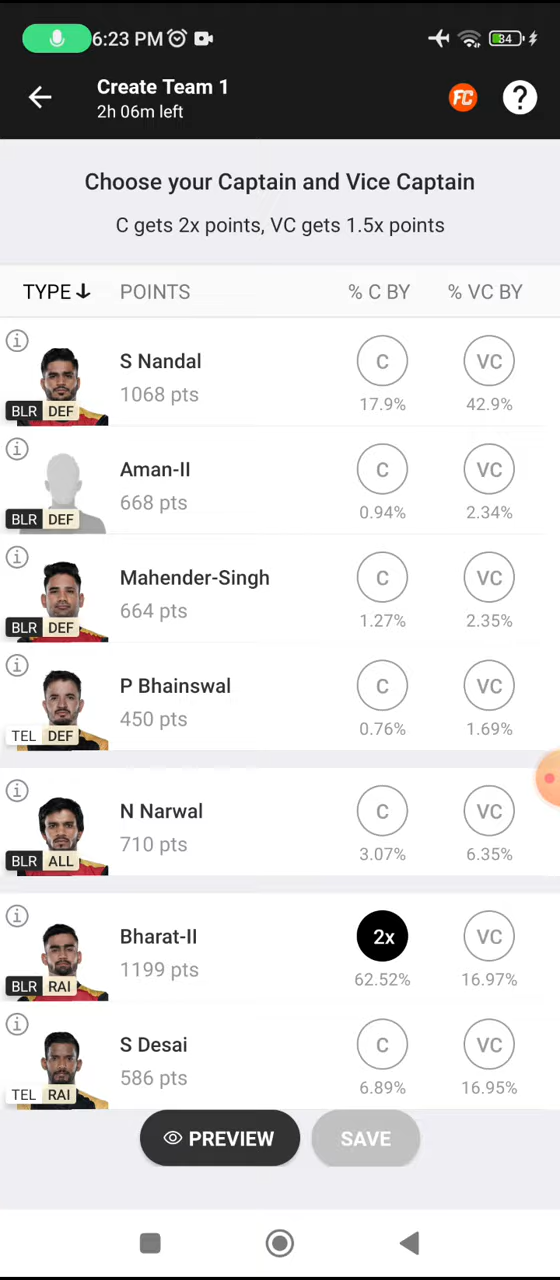 6:23 PM 34
Create Team 1
2h 06m left
FC ?
Choose your Captain and Vice Captain
C gets 2x points, VC gets 1.5x points
TYPE POINTS % C BY % VC BY
i S Nandal C VC
1068 pts 17.9% 42.9%
BLR DEF
i Aman-II C VC
668 pts 0.94% 2.34%
BLR DEF
i Mahender-Singh C VC
664 pts 1.27% 2.35%
BLR DEF
i P Bhainswal C VC
450 pts 0.76% 1.69%
TEL DEF
i N Narwal C VC
710 pts 3.07% 6.35%
BLR ALL
i Bharat-II 2x VC
1199 pts 62.52% 16.97%
BLR RAI
i S Desai C VC
586 pts 6.89% 16.95%
TEL RAI
PREVIEW SAVE